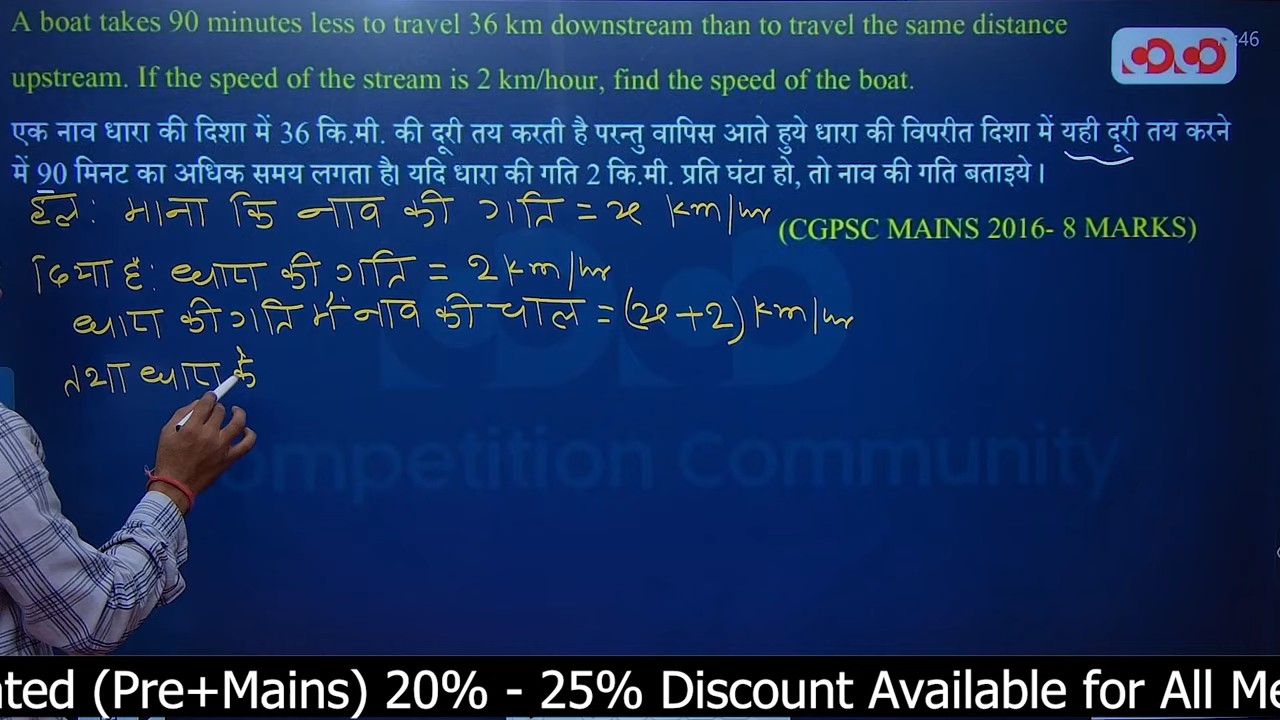 A boat takes 90 minutes less to travel 36 km downstream than to travel the same distance
upstream. If the speed of the stream is 2 km/hour, find the speed of the boat.
:46
एक नाव धारा की दिशा में 36 कि.मी. की दूरी तय करती है परन्तु वापिस आते हुये धारा की विपरीत दिशा में यही दूरी तय करने
में 90 मिनट का अधिक समय लगता है। यदि धारा की गति 2 कि.मी. प्रति घंटा हो, तो नाव की गति बताइये।
हल: माना कि नाव की गति = x km/hr
(CGPSC MAINS 2016- 8 MARKS)
दिया है: धारा की गति = 2 km/hr
धारा की गति में नाव की चाल = (x+2) km/hr
तथा धारा के
ompetition Community
ated (Pre+Mains) 20% - 25% Discount Available for All Me